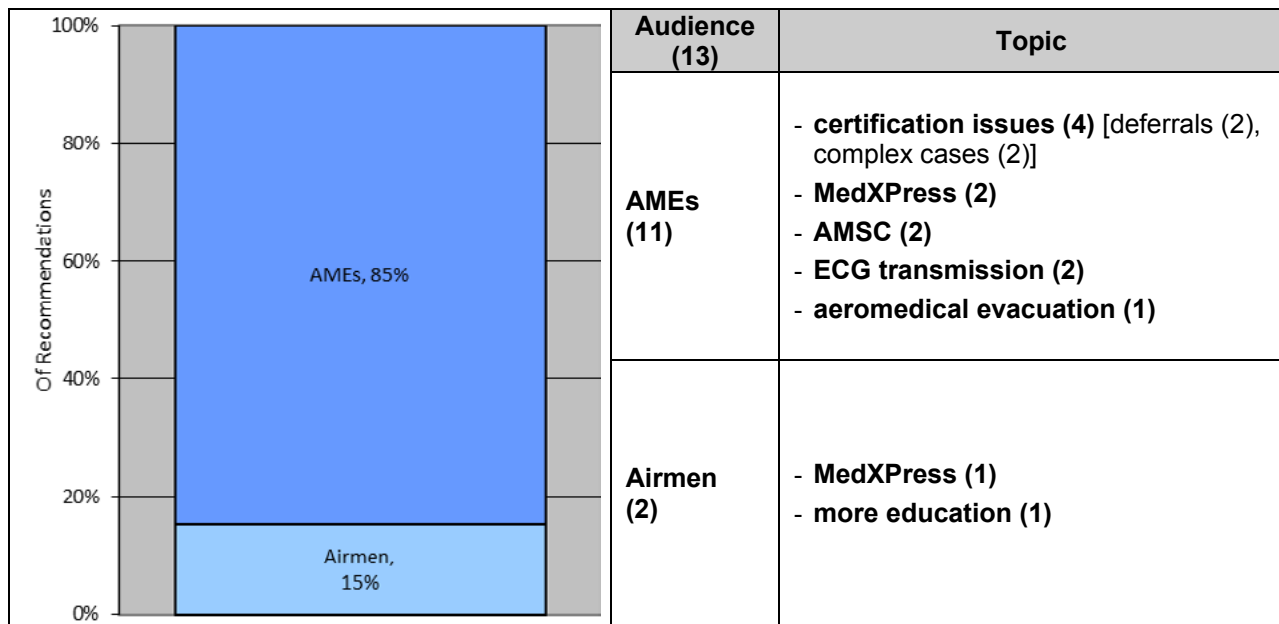 100%
80%
60%
40%
20%
0%
Of Recommendations
AMEs, 85%
Airmen,
15%
Audience
(13)
Topic
AMEs
(11)
- certification issues (4) [deferrals (2),
complex cases (2)]
- MedXPress (2)
- AMSC (2)
- ECG transmission (2)
- aeromedical evacuation (1)
Airmen
(2)
- MedXPress (1)
- more education (1)